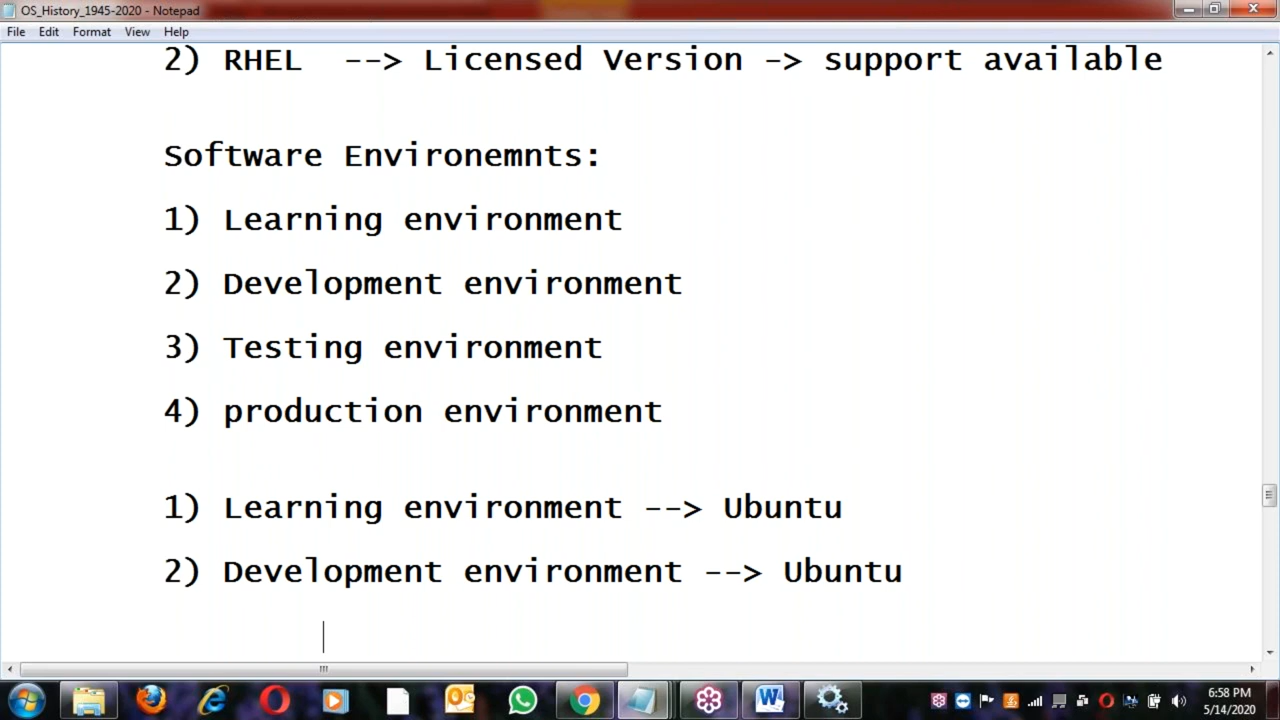 OS_History_1945-2020 - Notepad
File Edit Format View Help
2) RHEL --> Licensed Version -> support available
Software Environemnts:
1) Learning environment
2) Development environment
3) Testing environment
4) production environment
1) Learning environment --> Ubuntu
2) Development environment --> Ubuntu
6:58 PM
5/14/2020